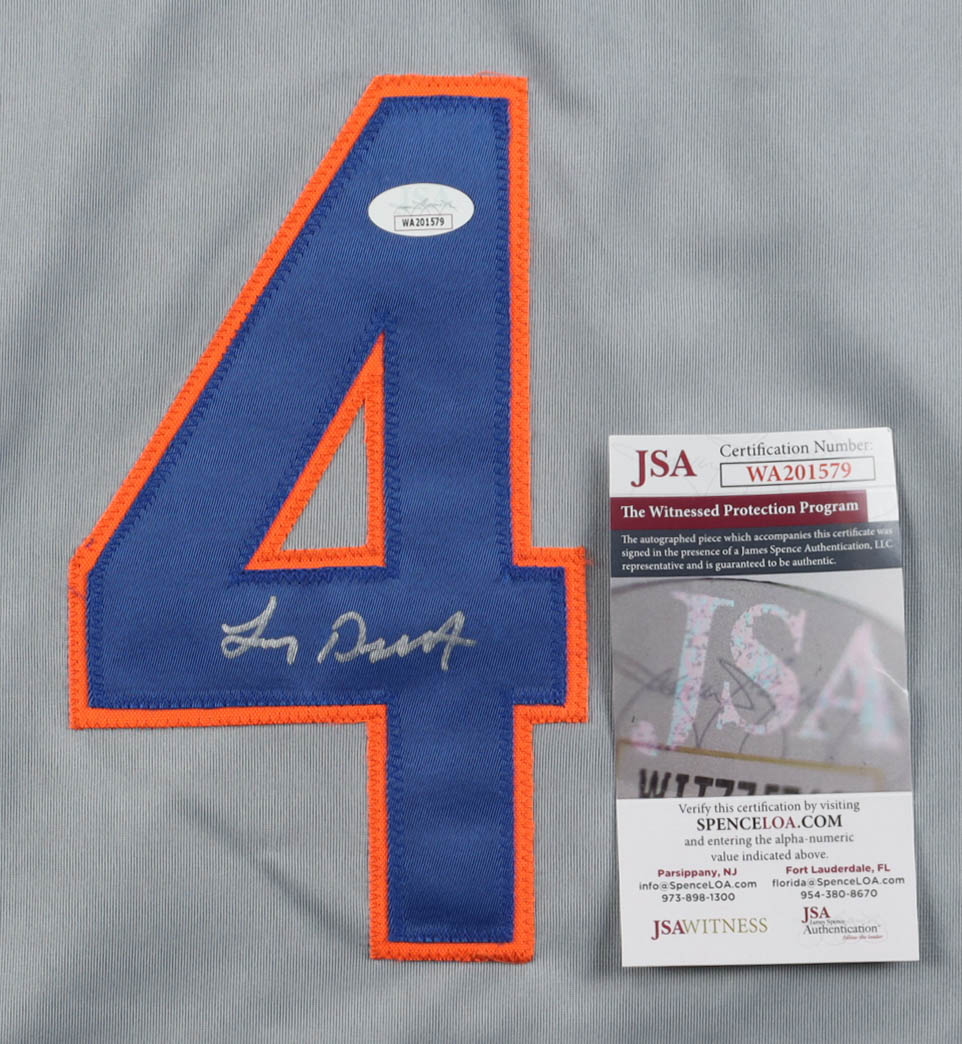 4
WA201579
Leny Dykstra
JSA
Certification Number:
WA201579
The Witnessed Protection Program
The autographed piece which accompanies this certificate was
signed in the presence of a James Spence Authentication, LLC
representative and is guaranteed to be authentic.
JSA
Verify this certification by visiting
SPENCELOA.COM
and entering the alpha-numeric
value indicated above.
Parsippany, NJ
info@SpenceLOA.com
973-898-1300
Fort Lauderdale, FL
florida@SpenceLOA.com
954-380-8670
JSAWITNESS
JSA
James Spence
Authentication